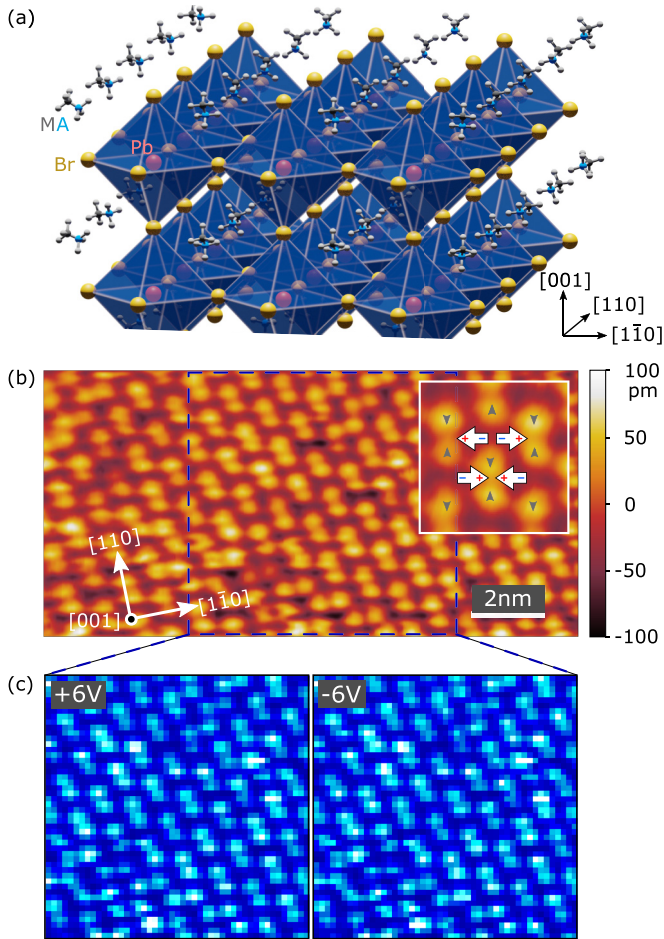 (a)
MA
Pb
Br
[001]
[110]
[11̄0]
(b)
100
pm
50
0
-50
-100
+ - - +
- + + -
[110]
[001]
[11̄0]
2nm
(c)
+6V
-6V